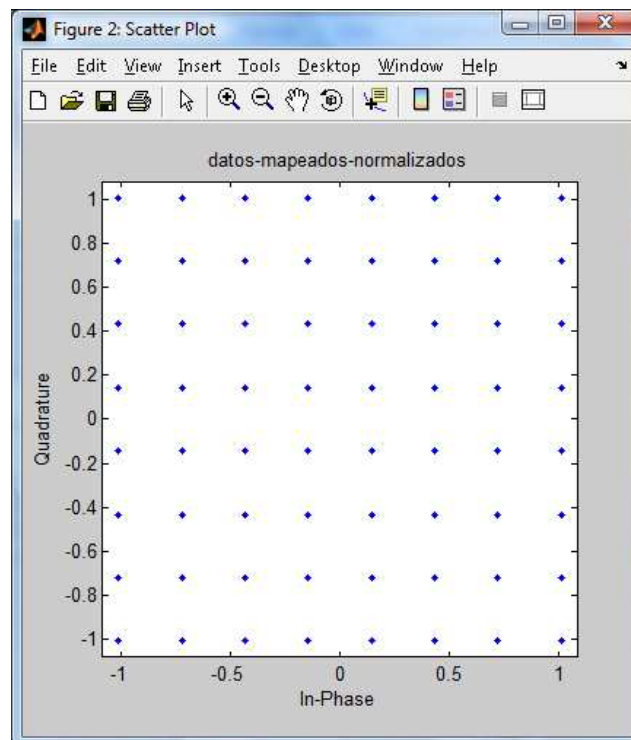 Figure 2: Scatter Plot
File Edit View Insert Tools Desktop Window Help
datos-mapeados-normalizados
1
0.8
0.6
0.4
0.2
0
-0.2
-0.4
-0.6
-0.8
-1
Quadrature
-1 -0.5 0 0.5 1
In-Phase